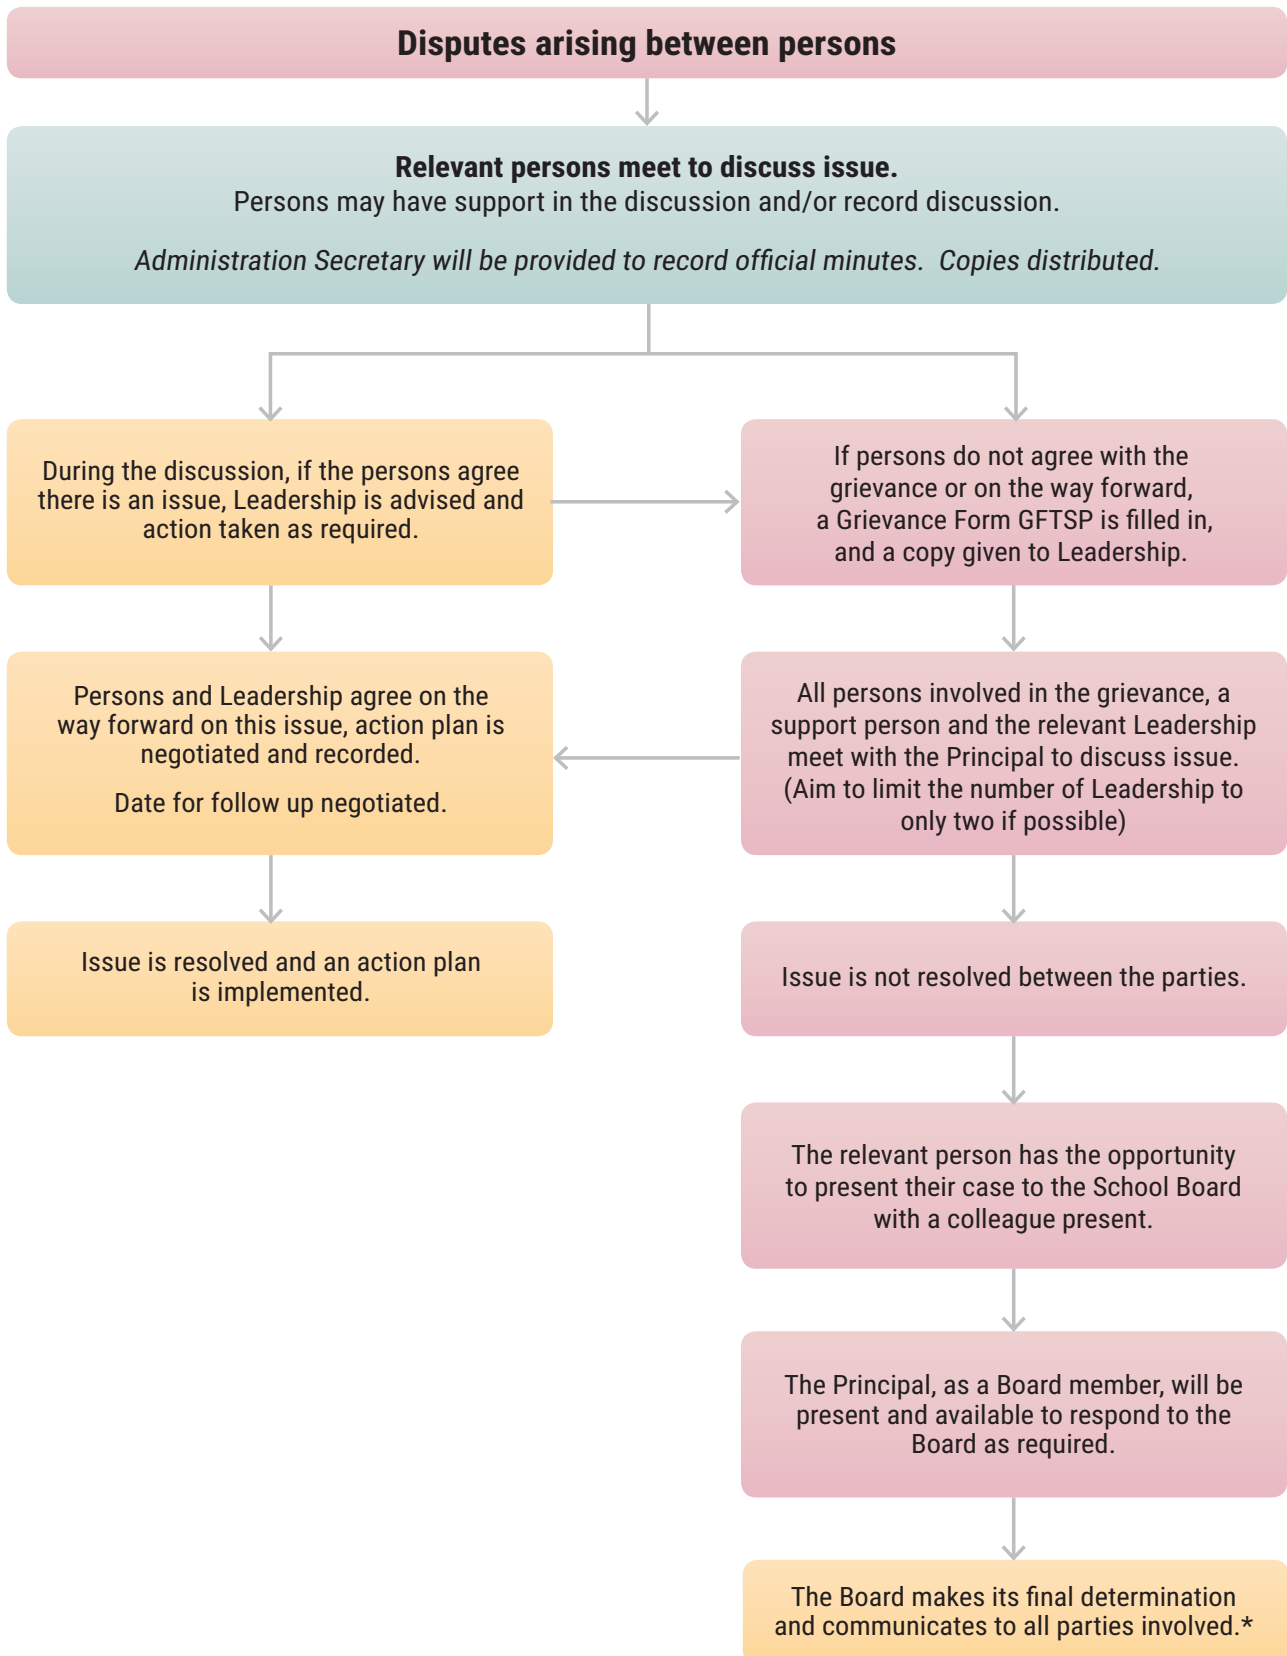 Disputes arising between persons
Relevant persons meet to discuss issue.
Persons may have support in the discussion and/or record discussion.
Administration Secretary will be provided to record official minutes.  Copies distributed.
During the discussion, if the persons agree
there is an issue, Leadership is advised and
action taken as required.
If persons do not agree with the
grievance or on the way forward,
a Grievance Form GFTSP is filled in,
and a copy given to Leadership.
Persons and Leadership agree on the
way forward on this issue, action plan is
negotiated and recorded.
Date for follow up negotiated.
All persons involved in the grievance, a
support person and the relevant Leadership
meet with the Principal to discuss issue.
(Aim to limit the number of Leadership to
only two if possible)
Issue is resolved and an action plan
is implemented.
Issue is not resolved between the parties.
The relevant person has the opportunity
to present their case to the School Board
with a colleague present.
The Principal, as a Board member, will be
present and available to respond to the
Board as required.
The Board makes its final determination
and communicates to all parties involved.*